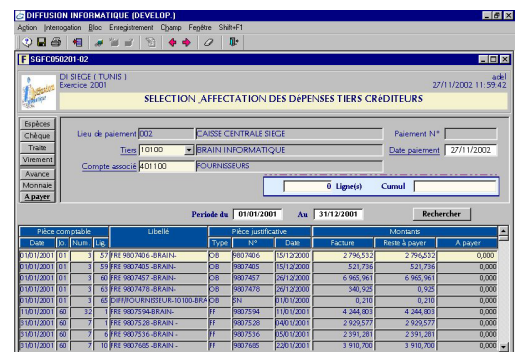 DIFFUSION INFORMATIQUE (DEVELOP.)
Action Interrogation Bloc Enregistrement Champ Fenêtre Shift+F1
SGFC050201-02
DI SIEGE ( TUNIS ) adel
Exercice 2001 27/11/2002 11:59:42
SELECTION ,AFFECTATION DES DéPENSES TIERS CRéDITEURS
Espèces
Chèque
Traite
Virement
Avance
Monnaie
A payer
Lieu de paiement 002 CAISSE CENTRALE SIEGE Paiement N°
Tiers 10100 BRAIN INFORMATIQUE Date paiement 27/11/2002
Compte associé 401100 FOURNISSEURS
0 Ligne(s) Cumul
Periode du 01/01/2001 Au 31/12/2001 Rechercher
Pièce comptable Libellé Pièce justificative Montants
Date Jo. Num Lig. Type N° Date Facture Reste à payer A payer
01/01/2001 01 3 57 FRE 9807406 -BRAIN- OB 9807406 15/12/2000 2 796,532 2 796,532 0,000
01/01/2001 01 3 59 FRE 9807405 -BRAIN- OB 9807405 15/12/2000 521,736 521,736 0,000
01/01/2001 01 3 60 FRE 9807457 -BRAIN- OB 9807457 26/12/2000 6 965,961 6 965,961 0,000
01/01/2001 01 3 63 FRE 9807478 -BRAIN- OB 9807478 26/12/2000 340,925 0,925 0,000
01/01/2001 01 3 65 DIFF/FOURNISSEUR-10100-BRA OB SN 01/01/2000 0,210 0,210 0,000
11/01/2001 60 32 1 FRE 9807594-BRAIN- FF 9807594 11/01/2001 4 244,803 4 244,803 0,000
31/01/2001 60 7 1 FRE 9807528 -BRAIN - FF 9807528 04/01/2001 2 929,577 2 929,577 0,000
31/01/2001 60 7 6 FRE 9807536 -BRAIN - FF 9807536 05/01/2001 2 391,281 2 391,281 0,000
31/01/2001 60 7 10 FRE 9807685 -BRAIN - FF 9807685 22/01/2001 3 910,700 3 910,700 0,000